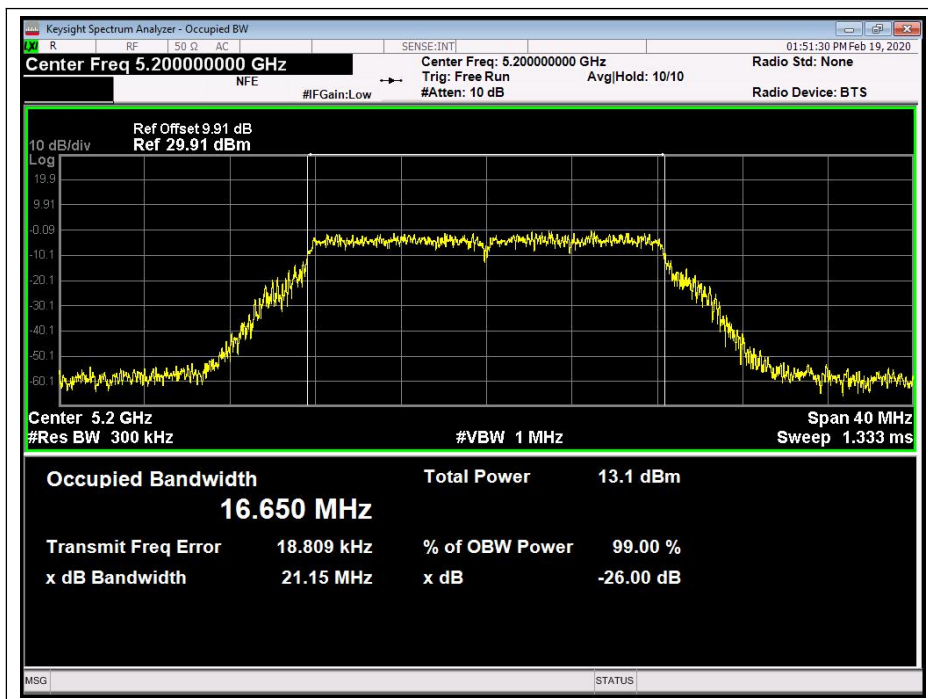 Keysight Spectrum Analyzer - Occupied BW
LXI R RF 50 Ω AC SENSE:INT 01:51:30 PM Feb 19, 2020
Center Freq 5.200000000 GHz Center Freq: 5.200000000 GHz Radio Std: None
NFE Trig: Free Run Avg|Hold: 10/10
#IFGain:Low #Atten: 10 dB Radio Device: BTS
Ref Offset 9.91 dB
10 dB/div Ref 29.91 dBm
Log
19.9
9.91
-0.09
-10.1
-20.1
-30.1
-40.1
-50.1
-60.1
Center 5.2 GHz Span 40 MHz
#Res BW 300 kHz #VBW 1 MHz Sweep 1.333 ms
Occupied Bandwidth Total Power 13.1 dBm
16.650 MHz
Transmit Freq Error 18.809 kHz % of OBW Power 99.00 %
x dB Bandwidth 21.15 MHz x dB -26.00 dB
MSG STATUS